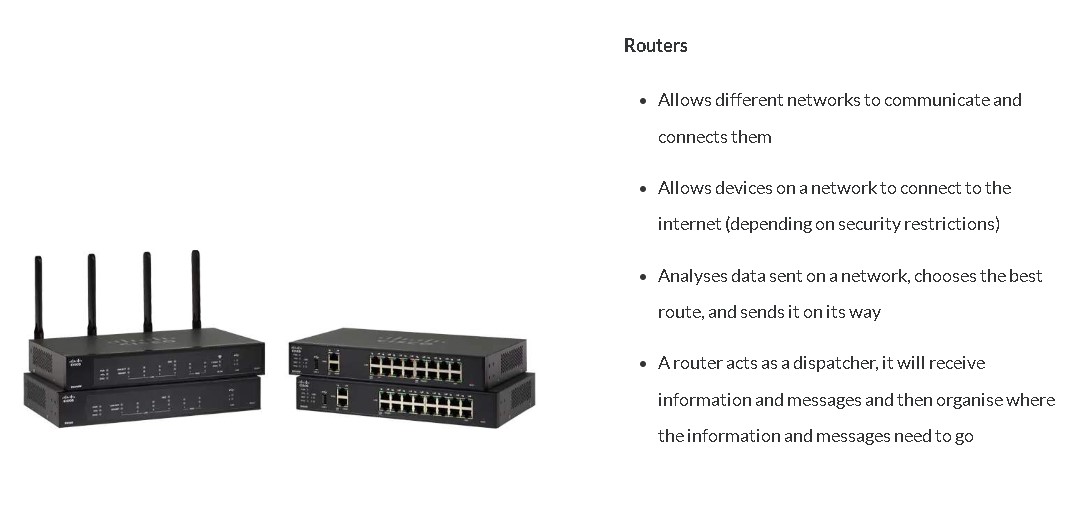 Routers
Allows different networks to communicate and
connects them
Allows devices on a network to connect to the
internet (depending on security restrictions)
Analyses data sent on a network, chooses the best
route, and sends it on its way
A router acts as a dispatcher, it will receive
information and messages and then organise where
the information and messages need to go